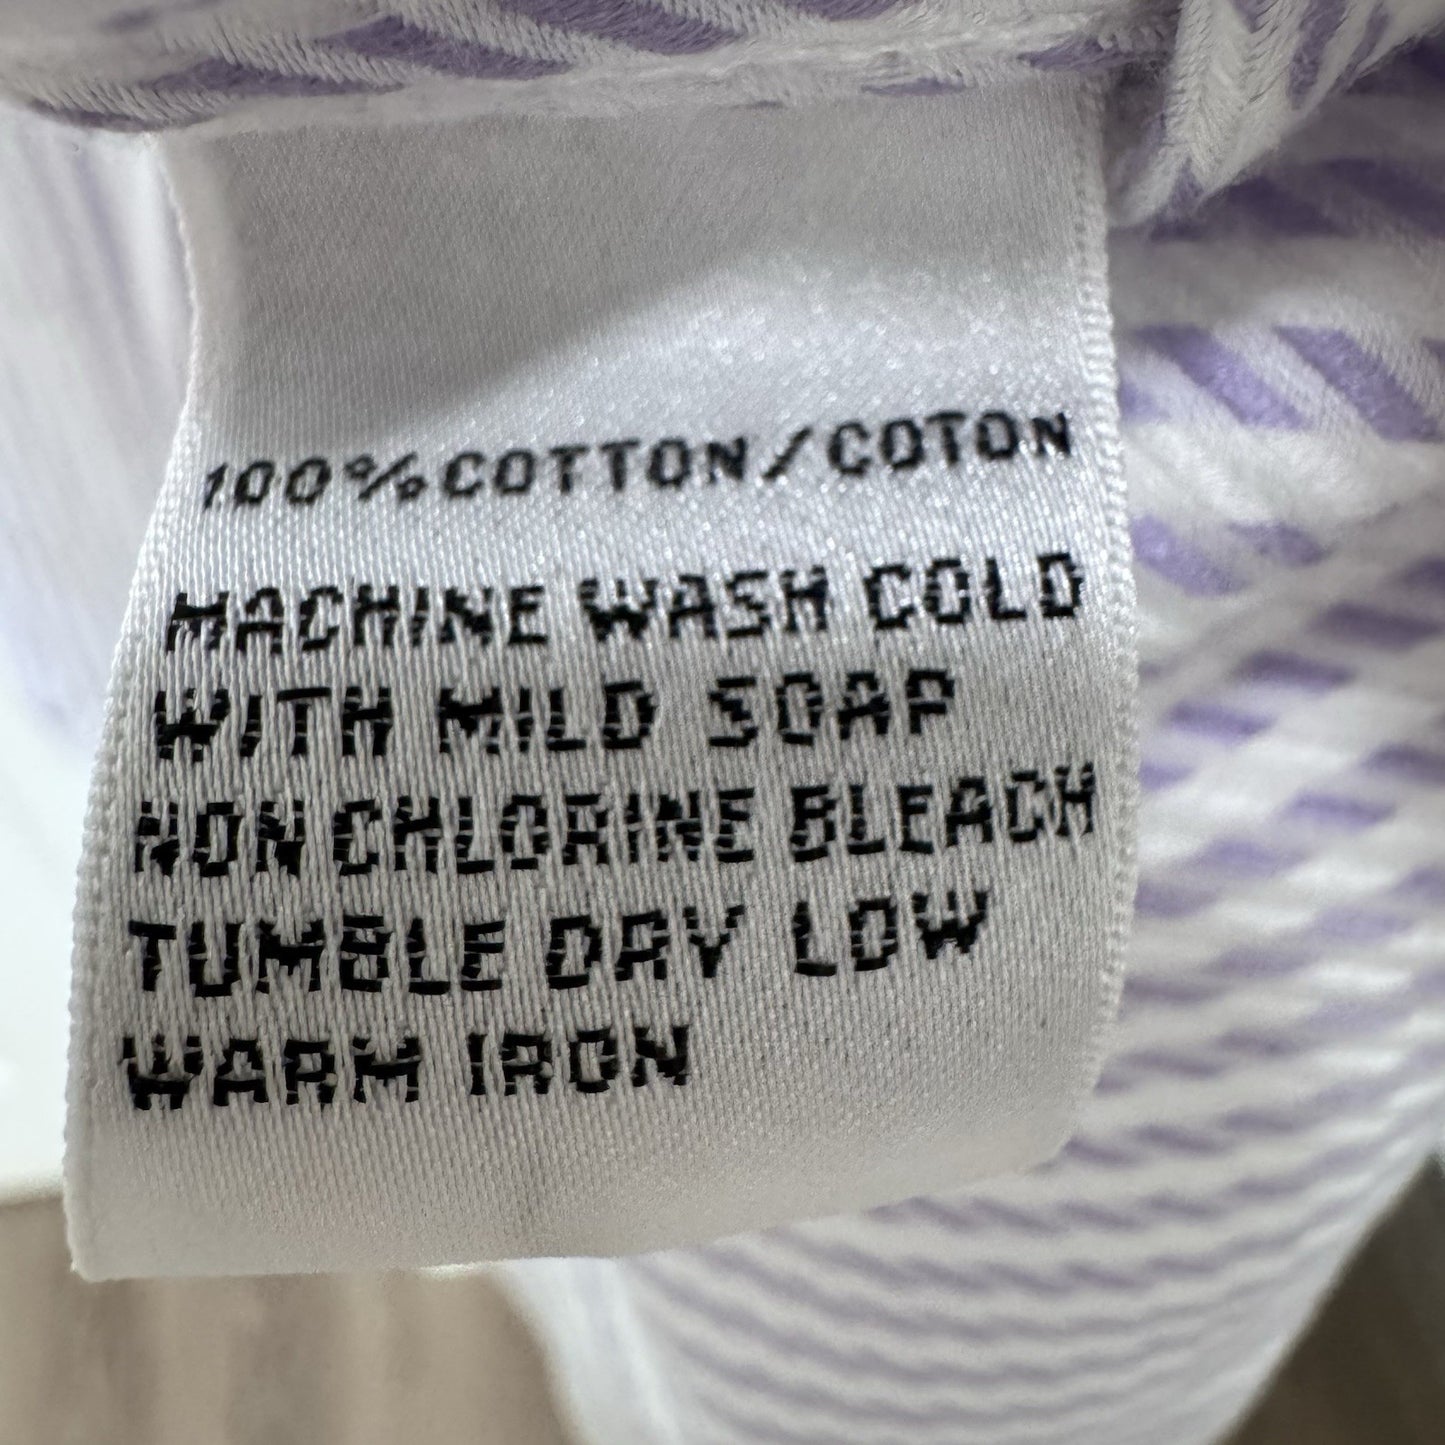 100% COTTON/COTON
MACHINE WASH COLD
WITH MILD SOAP
NON CHLORINE BLEACH
TUMBLE DRY LOW
WARM IRON